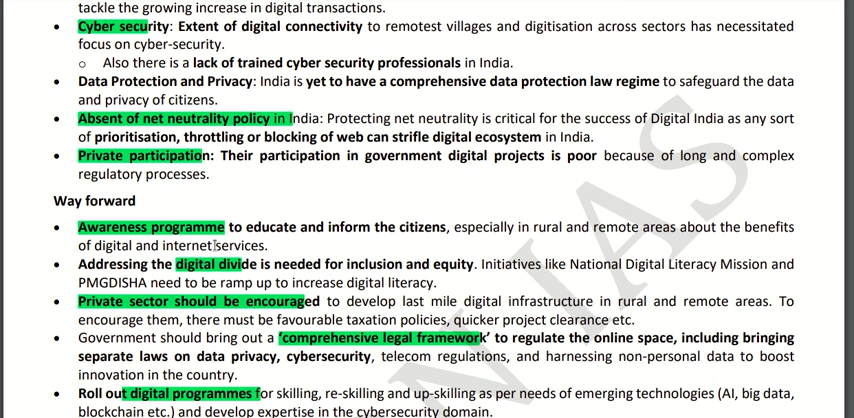 tackle the growing increase in digital transactions.
• Cyber security: Extent of digital connectivity to remotest villages and digitisation across sectors has necessitated
focus on cyber-security.
o Also there is a lack of trained cyber security professionals in India.
• Data Protection and Privacy: India is yet to have a comprehensive data protection law regime to safeguard the data
and privacy of citizens.
• Absent of net neutrality policy in India: Protecting net neutrality is critical for the success of Digital India as any sort
of prioritisation, throttling or blocking of web can strifle digital ecosystem in India.
• Private participation: Their participation in government digital projects is poor because of long and complex
regulatory processes.
Way forward
• Awareness programme to educate and inform the citizens, especially in rural and remote areas about the benefits
of digital and internet services.
• Addressing the digital divide is needed for inclusion and equity. Initiatives like National Digital Literacy Mission and
PMGDISHA need to be ramp up to increase digital literacy.
• Private sector should be encouraged to develop last mile digital infrastructure in rural and remote areas. To
encourage them, there must be favourable taxation policies, quicker project clearance etc.
• Government should bring out a ‘comprehensive legal framework’ to regulate the online space, including bringing
separate laws on data privacy, cybersecurity, telecom regulations, and harnessing non-personal data to boost
innovation in the country.
• Roll out digital programmes for skilling, re-skilling and up-skilling as per needs of emerging technologies (AI, big data,
blockchain etc.) and develop expertise in the cybersecurity domain.
N IAS